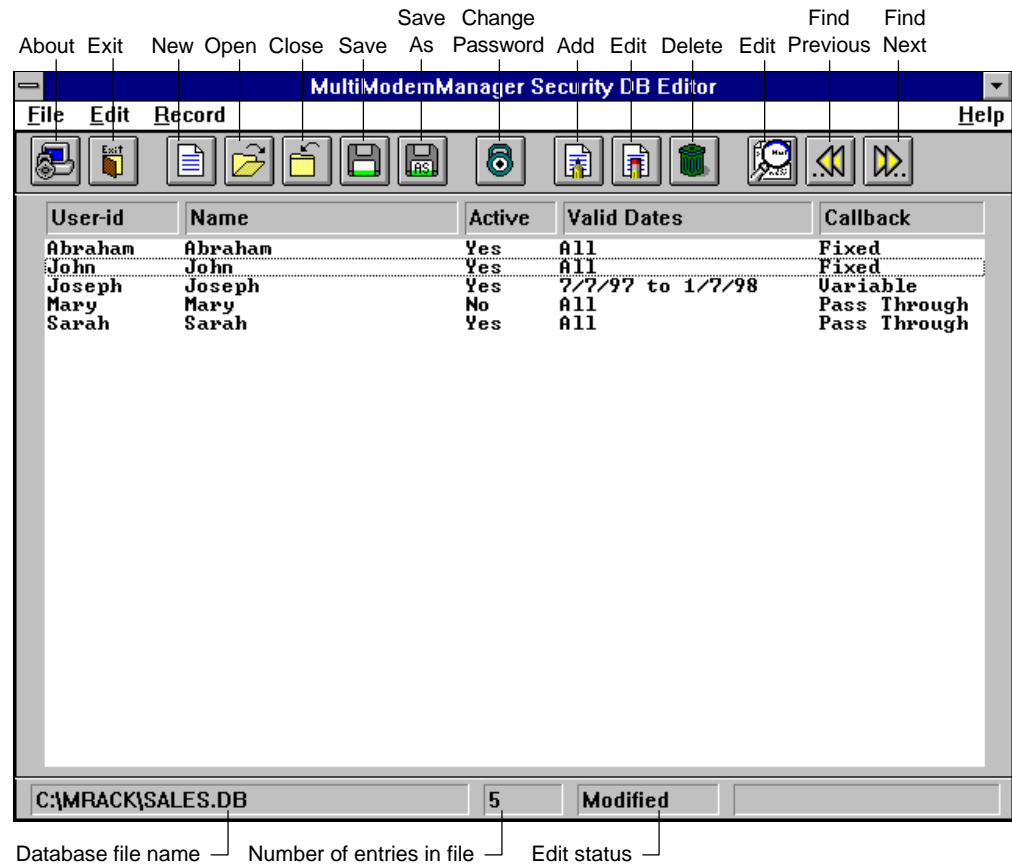 Save Change Find Find
About Exit New Open Close Save As Password Add Edit Delete Edit Previous Next
MultiModemManager Security DB Editor
File Edit Record Help
Exit
AS
User-id Name Active Valid Dates Callback
Abraham Abraham Yes All Fixed
John John Yes All Fixed
Joseph Joseph Yes 7/7/97 to 1/7/98 Variable
Mary Mary No All Pass Through
Sarah Sarah Yes All Pass Through
C:\MRACK\SALES.DB 5 Modified
Database file name Number of entries in file Edit status